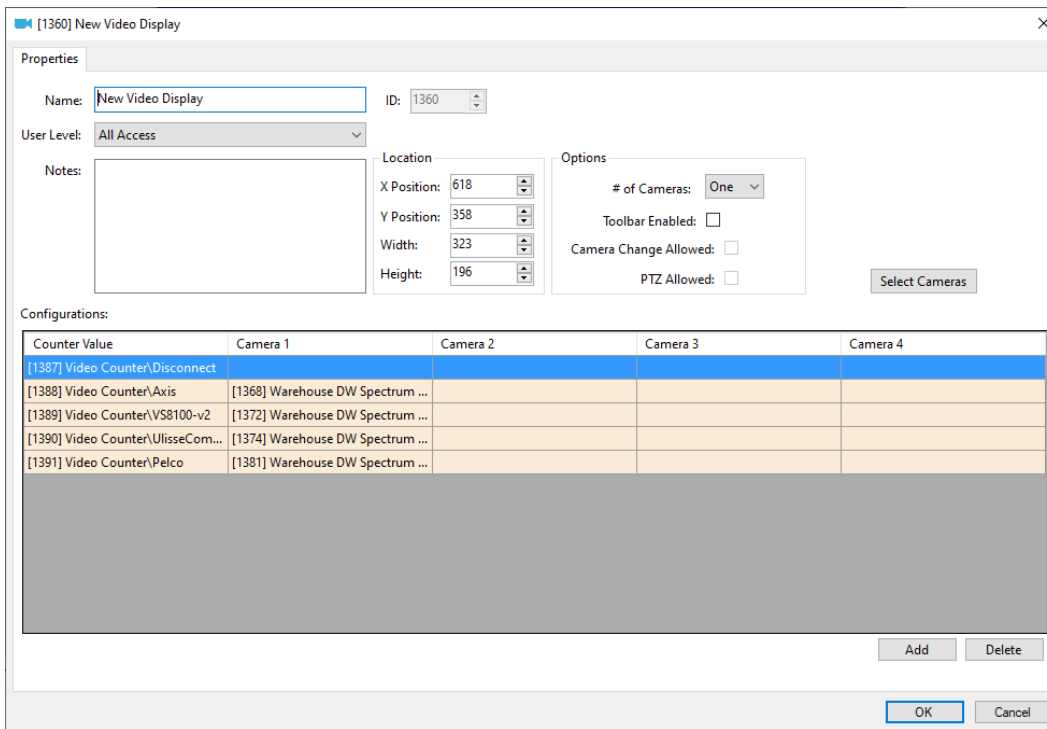 [1360] New Video Display
Properties
Name: New Video Display ID: 1360
User Level: All Access
Notes:
Location
X Position: 618
Y Position: 358
Width: 323
Height: 196
Options
# of Cameras: One
Toolbar Enabled:
Camera Change Allowed:
PTZ Allowed:
Select Cameras
Configurations:
Counter Value Camera 1 Camera 2 Camera 3 Camera 4
[1387] Video Counter\Disconnect
[1388] Video Counter\Axis [1368] Warehouse DW Spectrum ...
[1389] Video Counter\VS8100-v2 [1372] Warehouse DW Spectrum ...
[1390] Video Counter\UlisseCom... [1374] Warehouse DW Spectrum ...
[1391] Video Counter\Pelco [1381] Warehouse DW Spectrum ...
Add Delete
OK Cancel